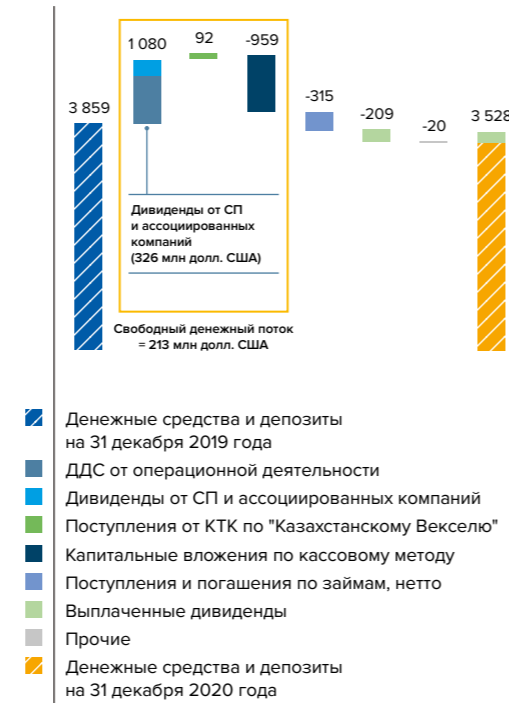 3 859
1 080
92
-959
-315
-209
-20
3 528
Дивиденды от СП
и ассоциированных
компаний
(326 млн долл. США)
Свободный денежный поток
= 213 млн долл. США
Денежные средства и депозиты
на 31 декабря 2019 года
ДДС от операционной деятельности
Дивиденды от СП и ассоциированных компаний
Поступления от КТК по "Казахстанскому Векселю"
Капитальные вложения по кассовому методу
Поступления и погашения по займам, нетто
Выплаченные дивиденды
Прочие
Денежные средства и депозиты
на 31 декабря 2020 года